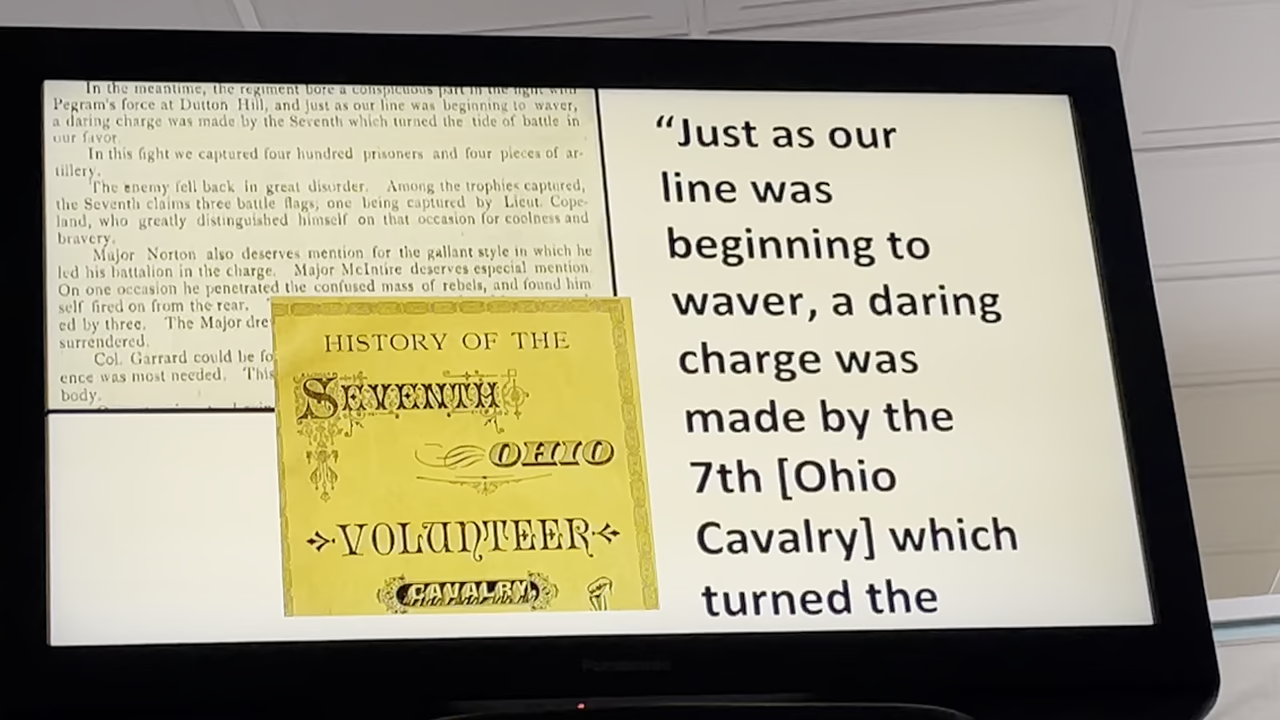 In the meantime, the regiment bore a conspicuous part in the fight with
Pegram's force at Dutton Hill, and just as our line was beginning to waver,
a daring charge was made by the Seventh which turned the tide of battle in
our favor.
In this fight we captured four hundred prisoners and four pieces of ar-
tillery.
The enemy fell back in great disorder. Among the trophies captured,
the Seventh claims three battle flags, one being captured by Lieut. Cope-
land, who greatly distinguished himself on that occasion for coolness and
bravery.
Major Norton also deserves mention for the gallant style in which he
led his battalion in the charge. Major McIntire deserves especial mention
On one occasion he penetrated the confused mass of rebels, and found him
self fired on from the rear.
ed by three. The Major dre
surrendered.
Col. Garrard could be fo
ence was most needed. This
body.
HISTORY OF THE
SEVENTH
OHIO
VOLUNTEER
CAVALRY
“Just as our
line was
beginning to
waver, a daring
charge was
made by the
7th [Ohio
Cavalry] which
turned the
Panasonic